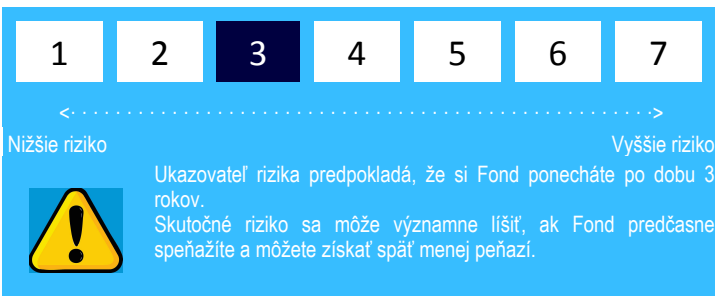 1 2 3 4 5 6 7
Nižšie riziko Vyššie riziko
Ukazovateľ rizika predpokladá, že si Fond ponecháte po dobu 3
rokov.
Skutočné riziko sa môže významne líšiť, ak Fond predčasne
speňažíte a môžete získať späť menej peňazí.